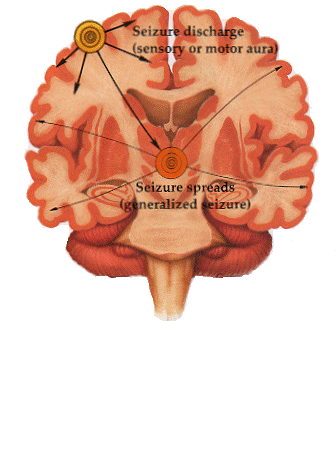 Seizure discharge
(sensory or motor aura)
Seizure spreads
(generalized seizure)